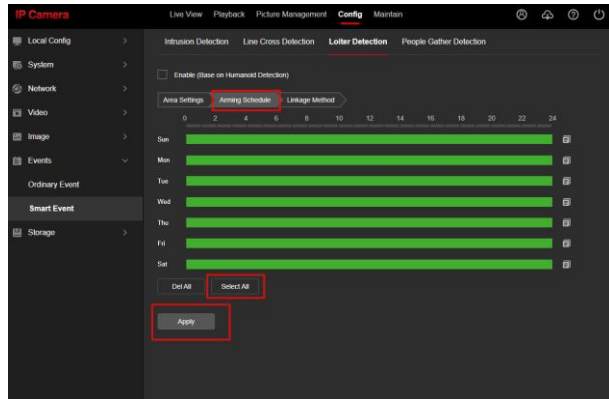 IP Camera Live View Playback Picture Management Config Maintain
Local Config
System
Network
Video
Image
Events
Ordinary Event
Smart Event
Storage
Intrusion Detection Line Cross Detection Loiter Detection People Gather Detection
Enable (Base on Humanoid Detection)
Area Settings Arming Schedule Linkage Method
0 2 4 6 8 10 12 14 16 18 20 22 24
Sun
Mon
Tue
Wed
Thu
Fri
Sat
Del All Select All
Apply